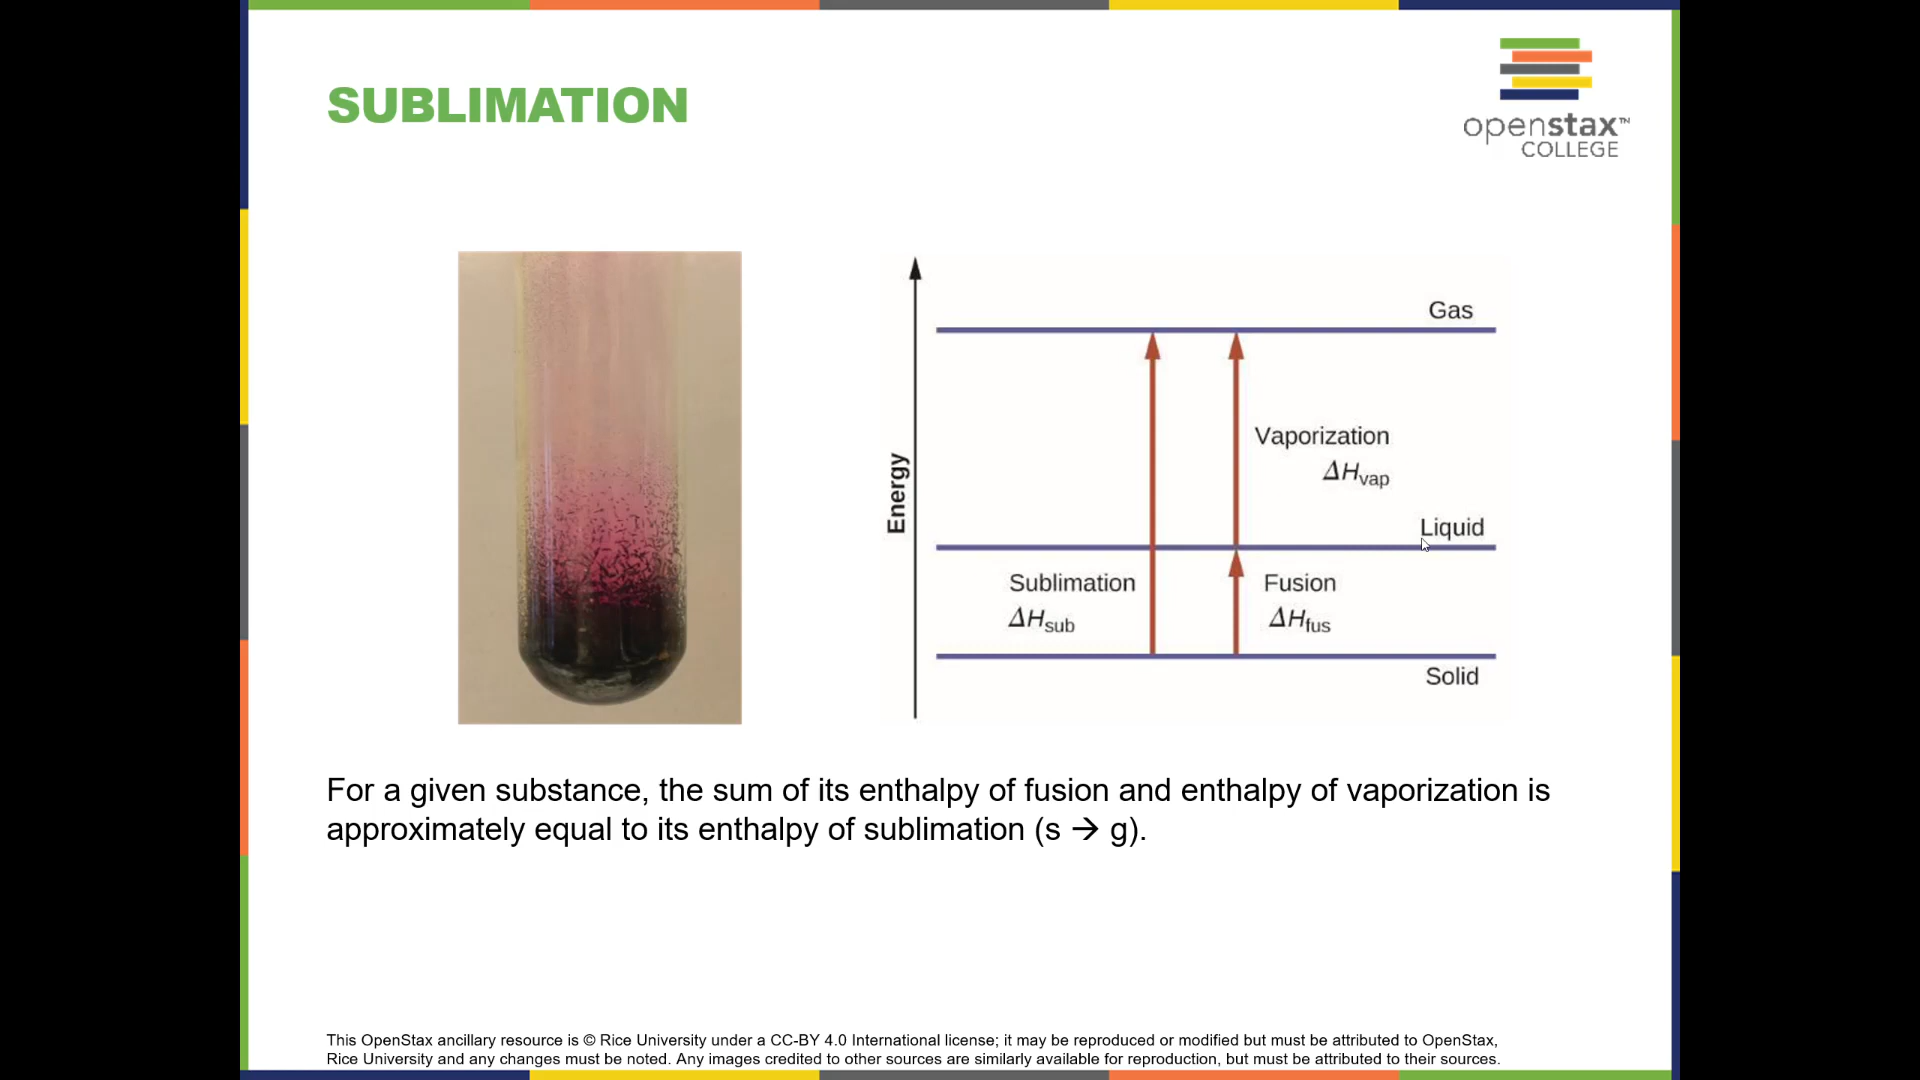 SUBLIMATION
openstax™
COLLEGE
Gas
Vaporization
ΔHvap
Energy
Liquid
Sublimation
ΔHsub
Fusion
ΔHfus
Solid
For a given substance, the sum of its enthalpy of fusion and enthalpy of vaporization is
approximately equal to its enthalpy of sublimation (s → g).
This OpenStax ancillary resource is © Rice University under a CC-BY 4.0 International license; it may be reproduced or modified but must be attributed to OpenStax,
Rice University and any changes must be noted. Any images credited to other sources are similarly available for reproduction, but must be attributed to their sources.